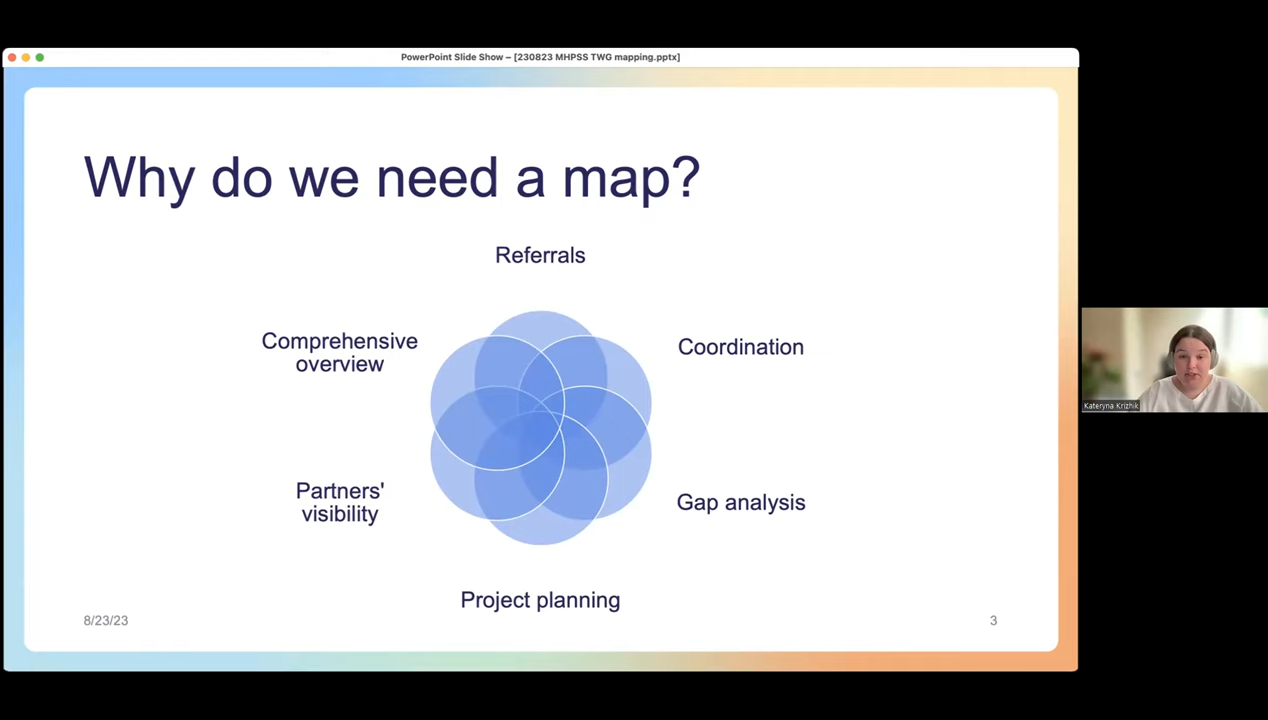 PowerPoint Slide Show – [230823 MHPSS TWG mapping.pptx]
Why do we need a map?
Referrals
Comprehensive
overview
Coordination
Partners'
visibility
Gap analysis
Project planning
8/23/23
3
Kateryna Krizhik